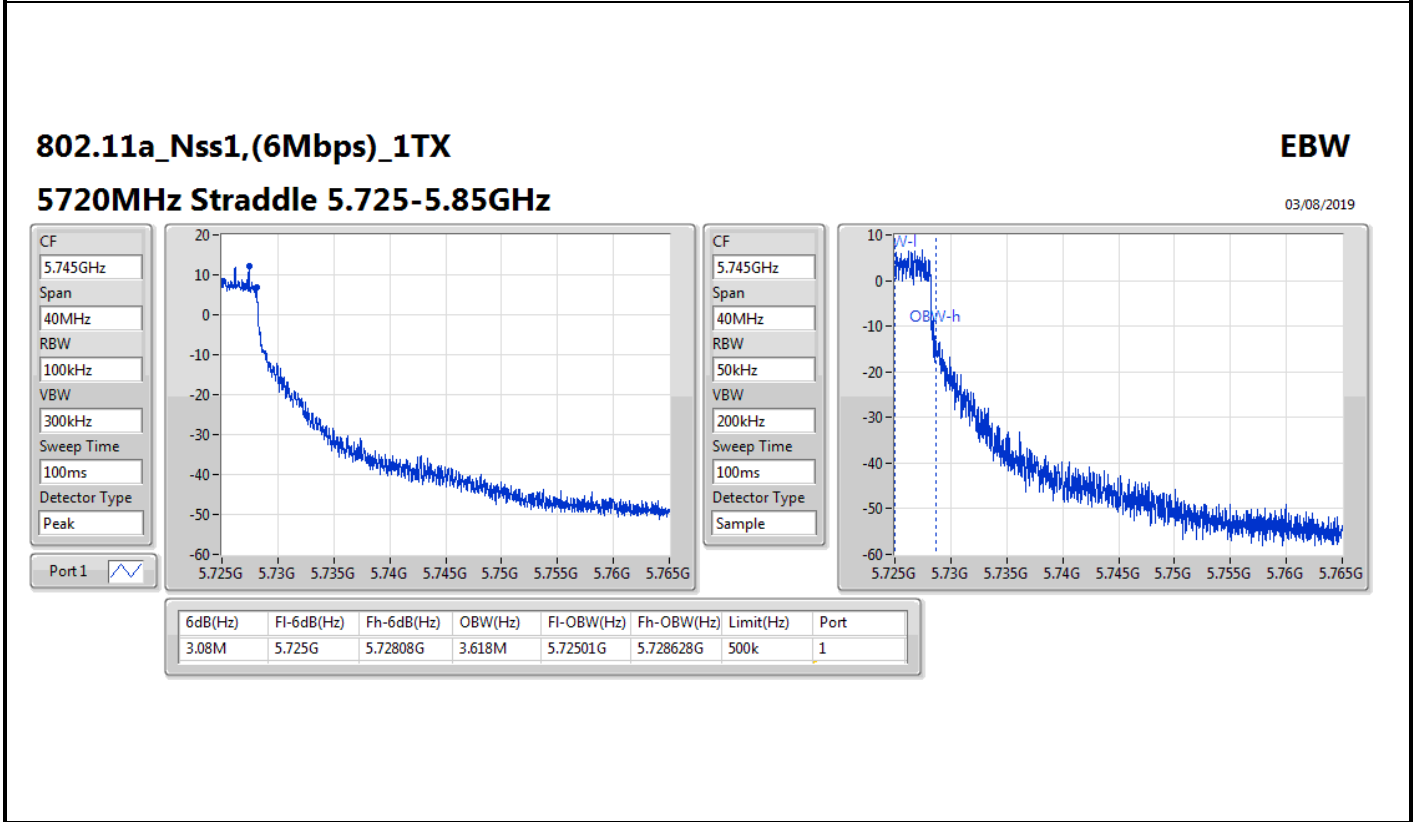 802.11a_Nss1,(6Mbps)_1TX
EBW
5720MHz Straddle 5.725-5.85GHz
03/08/2019
CF
5.745GHz
Span
40MHz
RBW
100kHz
VBW
300kHz
Sweep Time
100ms
Detector Type
Peak
Port 1
20
10
0
-10
-20
-30
-40
-50
-60
5.725G 5.73G 5.735G 5.74G 5.745G 5.75G 5.755G 5.76G 5.765G
CF
5.745GHz
Span
40MHz
RBW
50kHz
VBW
200kHz
Sweep Time
100ms
Detector Type
Sample
10
0
-10
-20
-30
-40
-50
-60
W-l
OBW-h
5.725G 5.73G 5.735G 5.74G 5.745G 5.75G 5.755G 5.76G 5.765G
6dB(Hz) Fl-6dB(Hz) Fh-6dB(Hz) OBW(Hz) Fl-OBW(Hz) Fh-OBW(Hz) Limit(Hz) Port
3.08M 5.725G 5.72808G 3.618M 5.72501G 5.728628G 500k 1